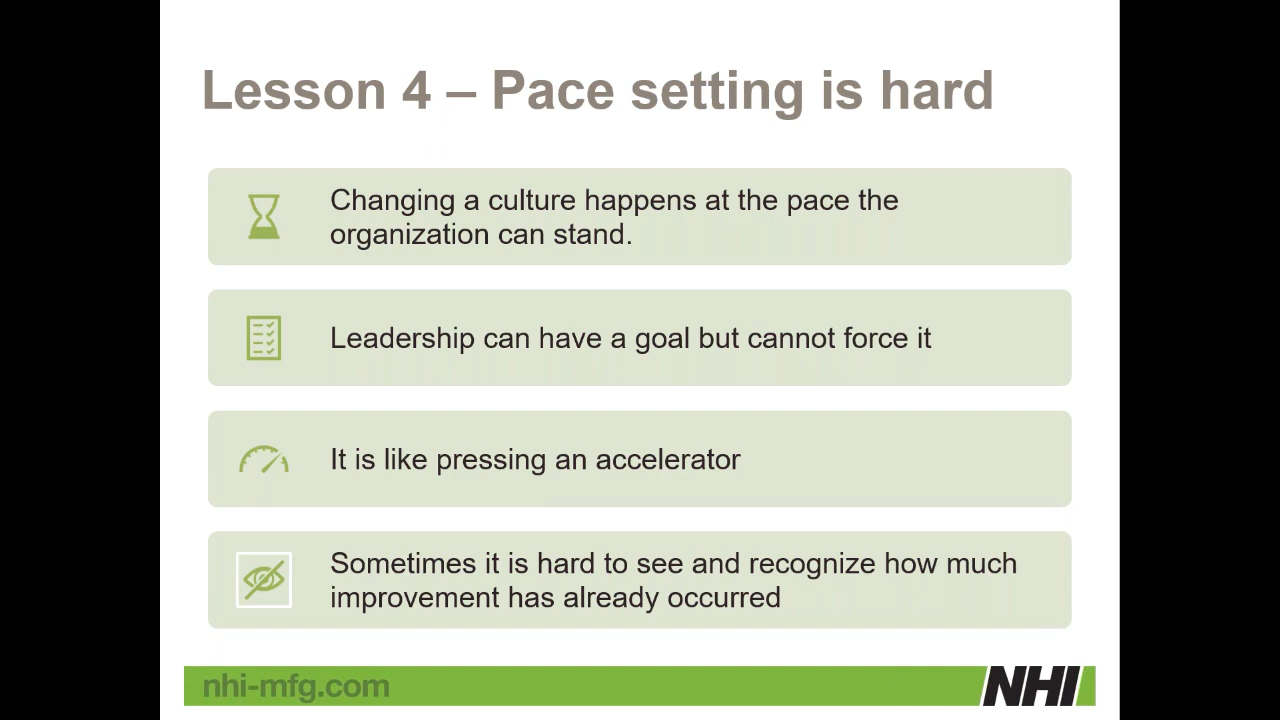 Lesson 4 – Pace setting is hard
Changing a culture happens at the pace the
organization can stand.
Leadership can have a goal but cannot force it
It is like pressing an accelerator
Sometimes it is hard to see and recognize how much
improvement has already occurred
nhi-mfg.com
NHI